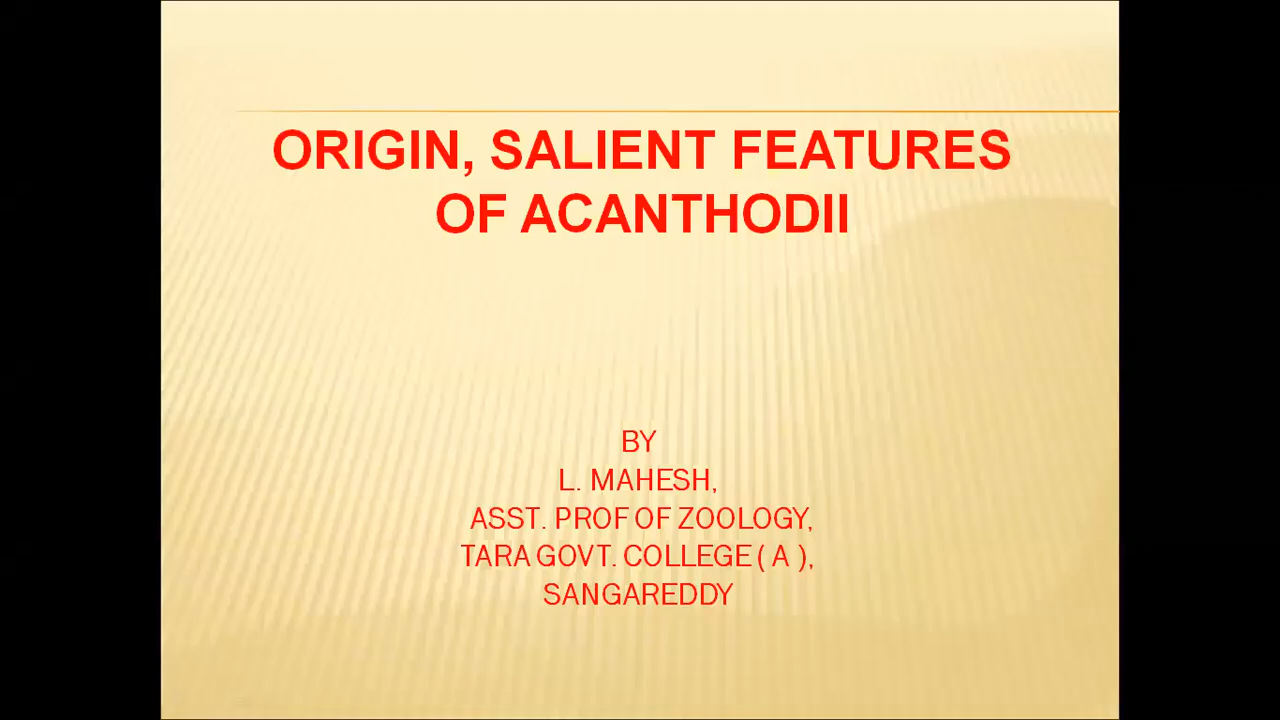 ORIGIN, SALIENT FEATURES
OF ACANTHODII
BY
L. MAHESH,
ASST. PROF OF ZOOLOGY,
TARA GOVT. COLLEGE ( A ),
SANGAREDDY